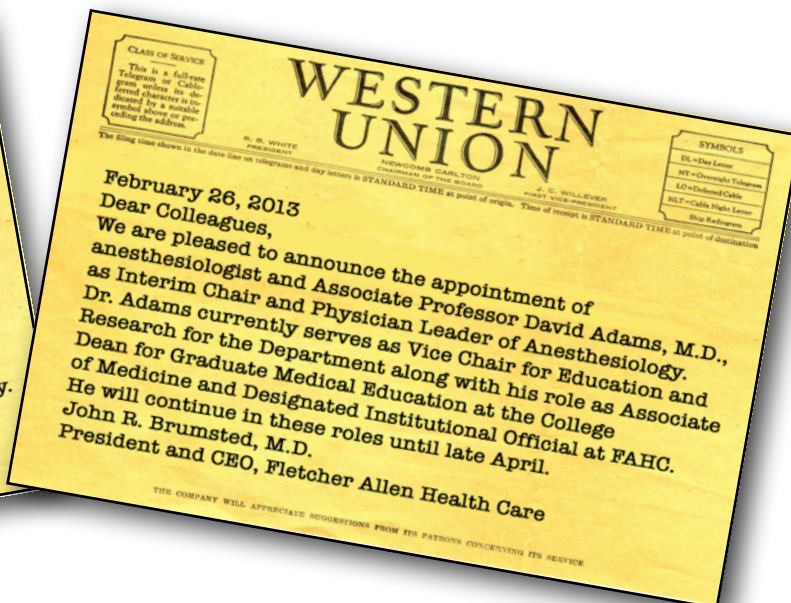 CLASS OF SERVICE
This is a full-rate
Telegram or Cable-
gram unless its de-
ferred character is in-
dicated by a suitable
symbol above or pre-
ceding the address.
WESTERN
UNION
R. B. WHITE
PRESIDENT
NEWCOMB CARLTON
CHAIRMAN OF THE BOARD
J. C. WILLEVER
FIRST VICE-PRESIDENT
SYMBOLS
DL=Day Letter
NT=Overnight Telegram
LC=Deferred Cable
NLT=Cable Night Letter
Ship Radiogram
The filing time shown in the date line on telegrams and day letters is STANDARD TIME at point of origin. Time of receipt is STANDARD TIME at point of destination
February 26, 2013
Dear Colleagues,
We are pleased to announce the appointment of
anesthesiologist and Associate Professor David Adams, M.D.,
as Interim Chair and Physician Leader of Anesthesiology.
Dr. Adams currently serves as Vice Chair for Education and
Research for the Department along with his role as Associate
Dean for Graduate Medical Education at the College
of Medicine and Designated Institutional Official at FAHC.
He will continue in these roles until late April.
John R. Brumsted, M.D.
President and CEO, Fletcher Allen Health Care
THE COMPANY WILL APPRECIATE SUGGESTIONS FROM ITS PATRONS CONCERNING ITS SERVICE